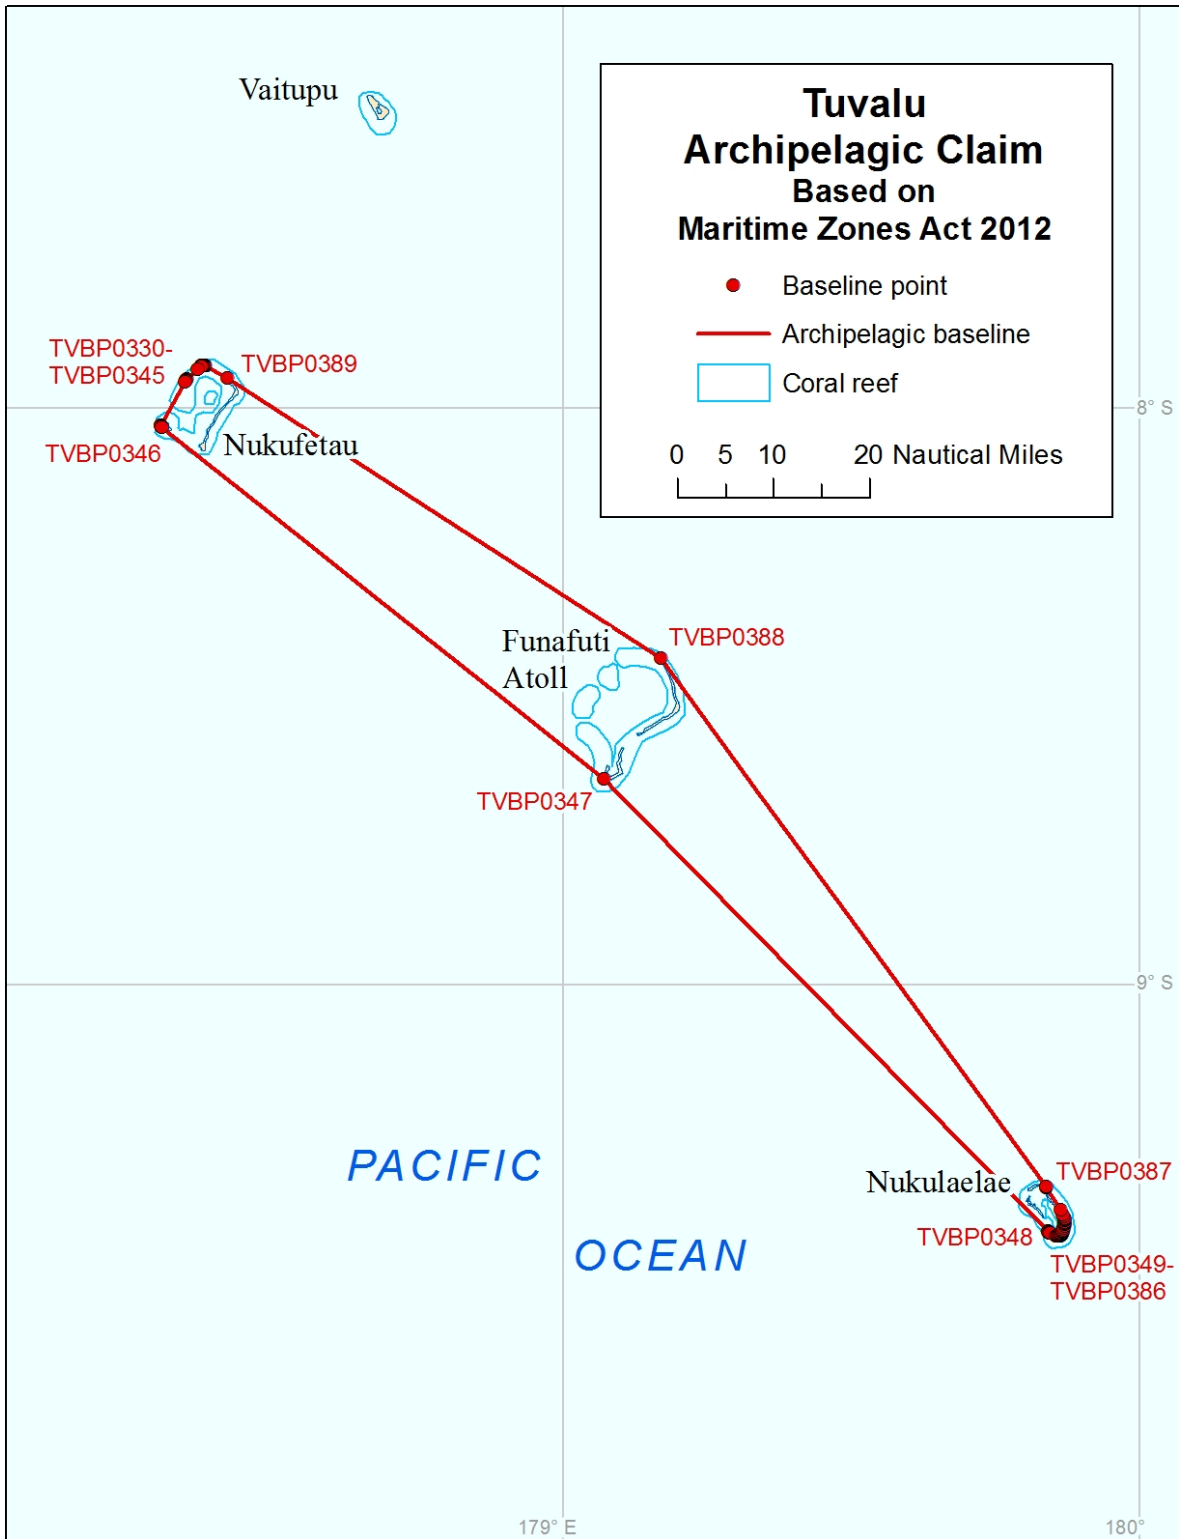 Vaitupu
Tuvalu
Archipelagic Claim
Based on
Maritime Zones Act 2012
Baseline point
Archipelagic baseline
Coral reef
0 5 10 20 Nautical Miles
TVBP0330-
TVBP0345
TVBP0389
8° S
TVBP0346
Nukufetau
Funafuti
Atoll
TVBP0388
TVBP0347
9° S
PACIFIC
OCEAN
Nukulaelae
TVBP0387
TVBP0348
TVBP0349-
TVBP0386
179° E
180°